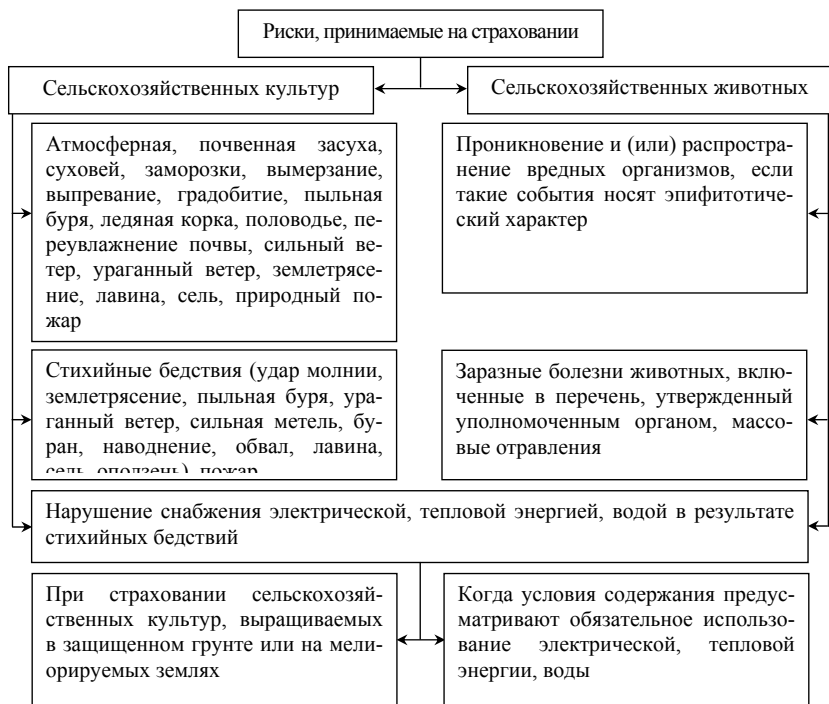 Риски, принимаемые на страховании
Сельскохозяйственных культур
Сельскохозяйственных животных
Атмосферная, почвенная засуха,
суховей, заморозки, вымерзание,
выпревание, градобитие, пыльная
буря, ледяная корка, половодье, пе-
реувлажнение почвы, сильный ве-
тер, ураганный ветер, землетрясе-
ние, лавина, сель, природный по-
жар
Проникновение и (или) распростра-
нение вредных организмов, если
такие события носят эпифитотиче-
ский характер
Стихийные бедствия (удар молнии,
землетрясение, пыльная буря, ура-
ганный ветер, сильная метель, бу-
ран, наводнение, обвал, лавина,
сель, оползень), пожар
Заразные болезни животных, вклю-
ченные в перечень, утвержденный
уполномоченным органом, массо-
вые отравления
Нарушение снабжения электрической, тепловой энергией, водой в результате
стихийных бедствий
При страховании сельскохозяй-
ственных культур, выращиваемых
в защищенном грунте или на мели-
орируемых землях
Когда условия содержания предус-
матривают обязательное использо-
вание электрической, тепловой
энергии, воды